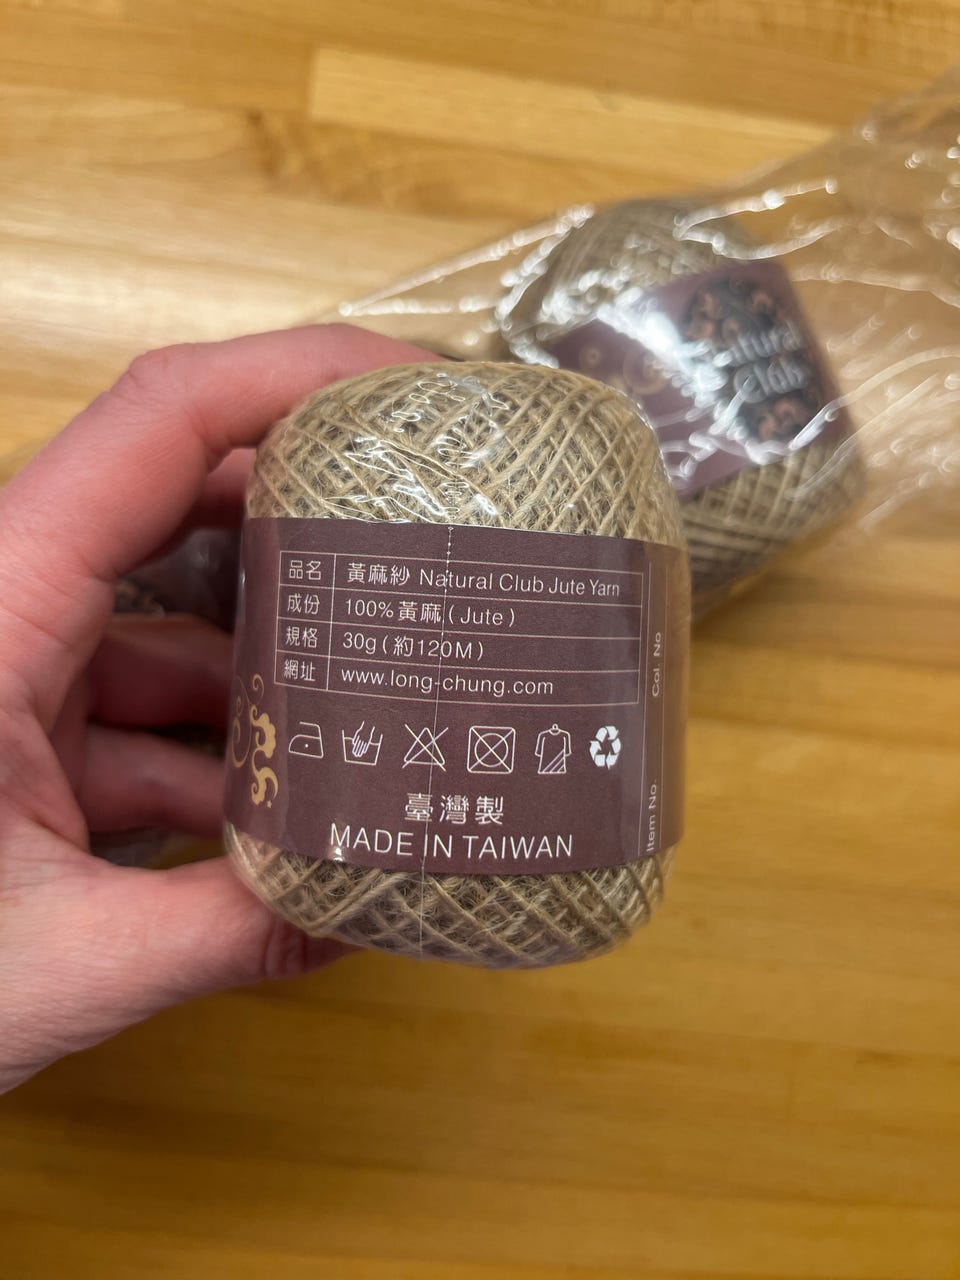 Natural
Club
品名 黃麻紗 Natural Club Jute Yarn
成份 100%黃麻(Jute)
規格 30g(約120M)
網址 www.long-chung.com
臺灣製
MADE IN TAIWAN
Col. No
Item No.